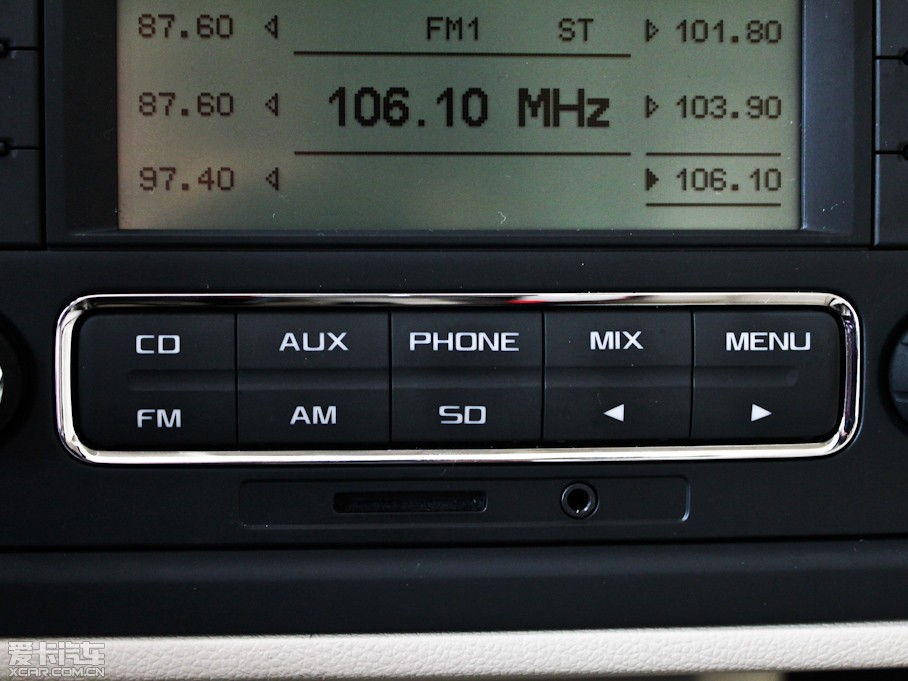 87.60 FM1 ST 101.80
87.60 106.10 MHz 103.90
97.40 106.10
CD AUX PHONE MIX MENU
FM AM SD
爱卡汽车
XCAR.COM.CN